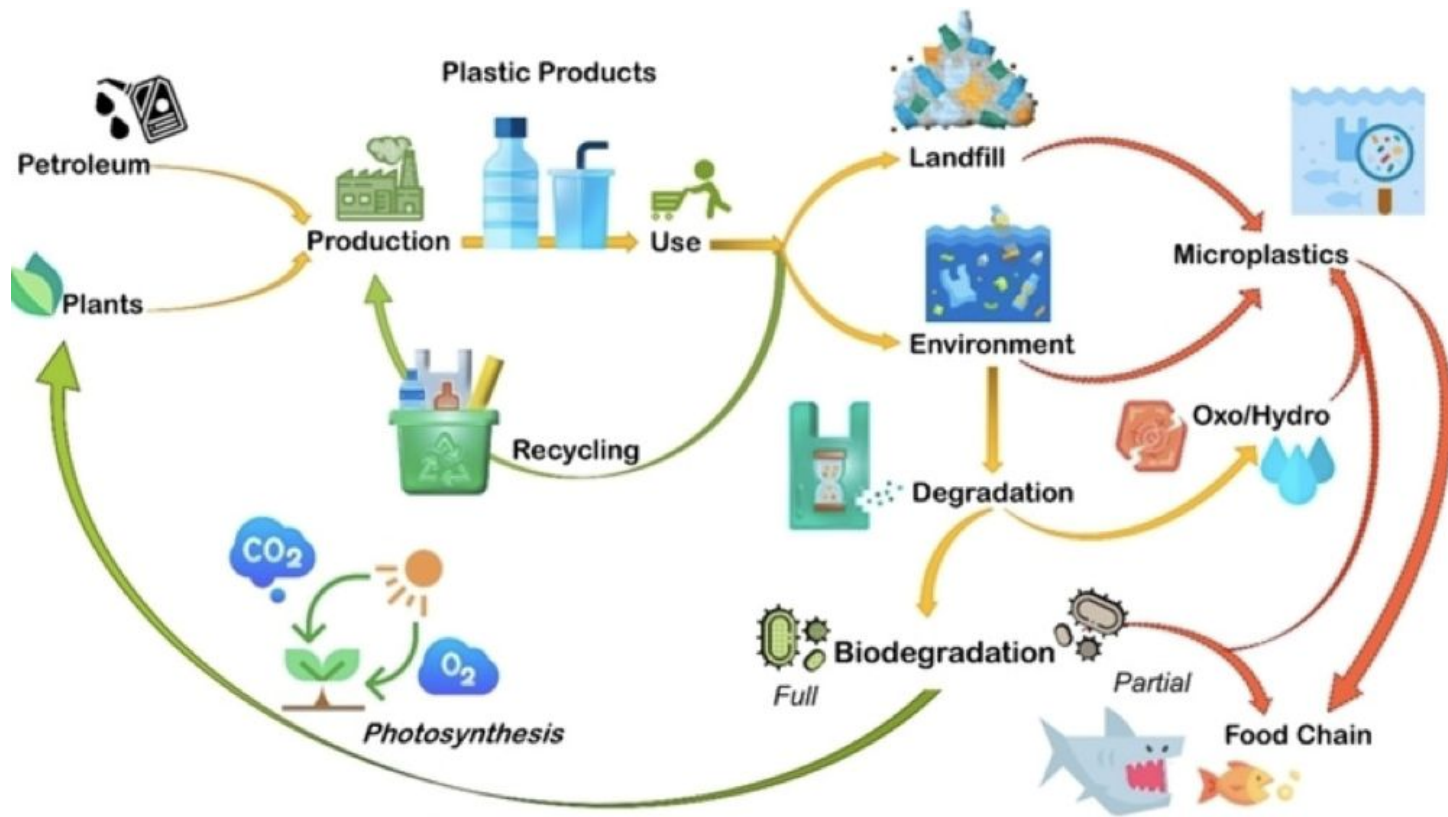 Plastic Products
Petroleum
Landfill
Production
Use
Microplastics
Plants
Environment
Oxo/Hydro
Recycling
Degradation
CO2
O2
Biodegradation
Full
Partial
Photosynthesis
Food Chain